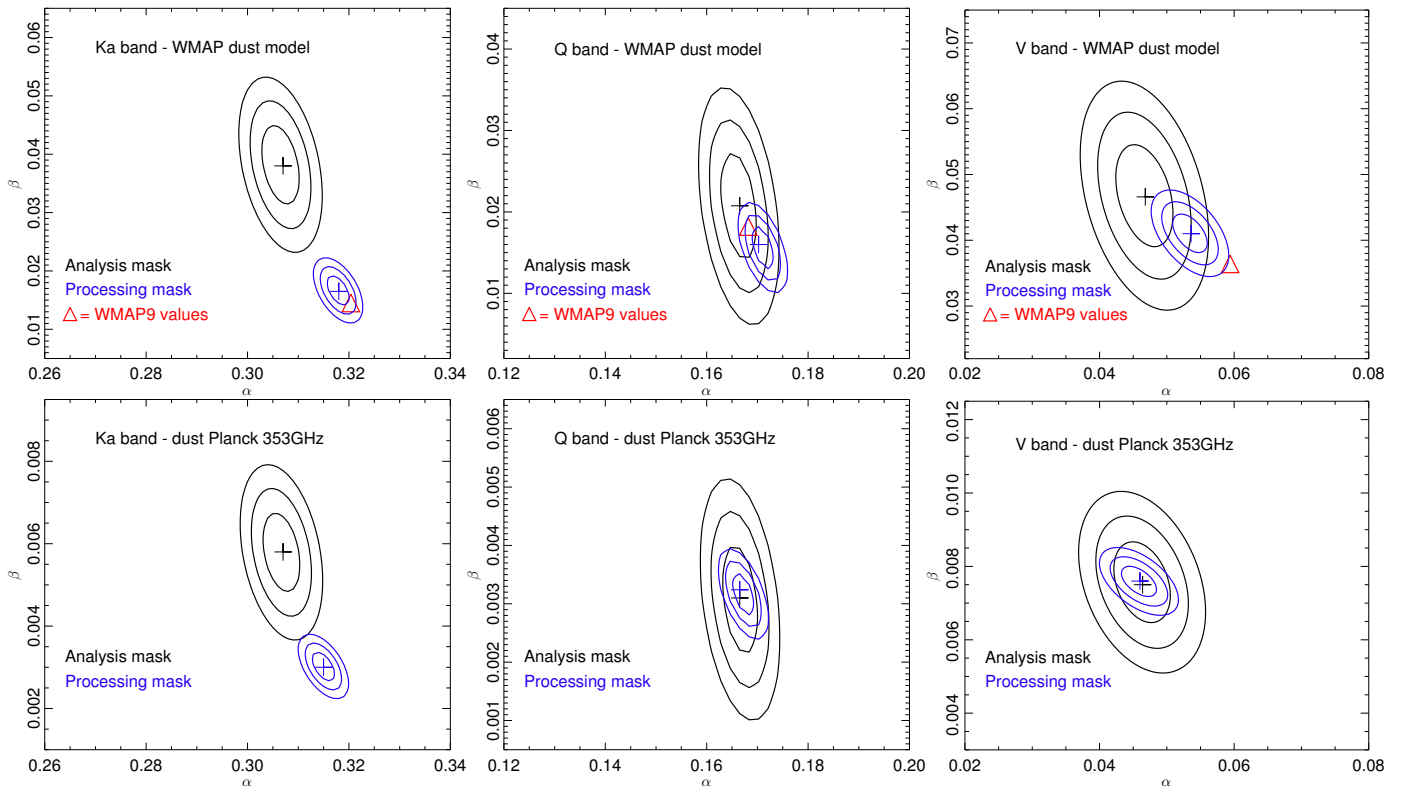 Ka band - WMAP dust model
0.06
0.05
0.04
0.03
0.02
0.01
β
Analysis mask
Processing mask
△ = WMAP9 values
0.26 0.28 0.30 0.32 0.34
α
Q band - WMAP dust model
0.04
0.03
0.02
0.01
β
Analysis mask
Processing mask
△ = WMAP9 values
0.12 0.14 0.16 0.18 0.20
α
V band - WMAP dust model
0.07
0.06
0.05
0.04
0.03
β
Analysis mask
Processing mask
△ = WMAP9 values
0.02 0.04 0.06 0.08
α
Ka band - dust Planck 353GHz
0.008
0.006
0.004
0.002
β
Analysis mask
Processing mask
0.26 0.28 0.30 0.32 0.34
α
Q band - dust Planck 353GHz
0.006
0.005
0.004
0.003
0.002
0.001
β
Analysis mask
Processing mask
0.12 0.14 0.16 0.18 0.20
α
V band - dust Planck 353GHz
0.012
0.010
0.008
0.006
0.004
β
Analysis mask
Processing mask
0.02 0.04 0.06 0.08
α